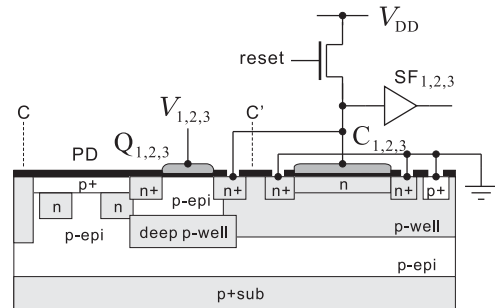 V_DD
reset
SF_1,2,3
C
V_1,2,3
C'
Q_1,2,3
C_1,2,3
PD
p+
n+
n+
n+
n
n+
p+
n
n
p-epi
p-epi
deep p-well
p-well
p-epi
p+sub